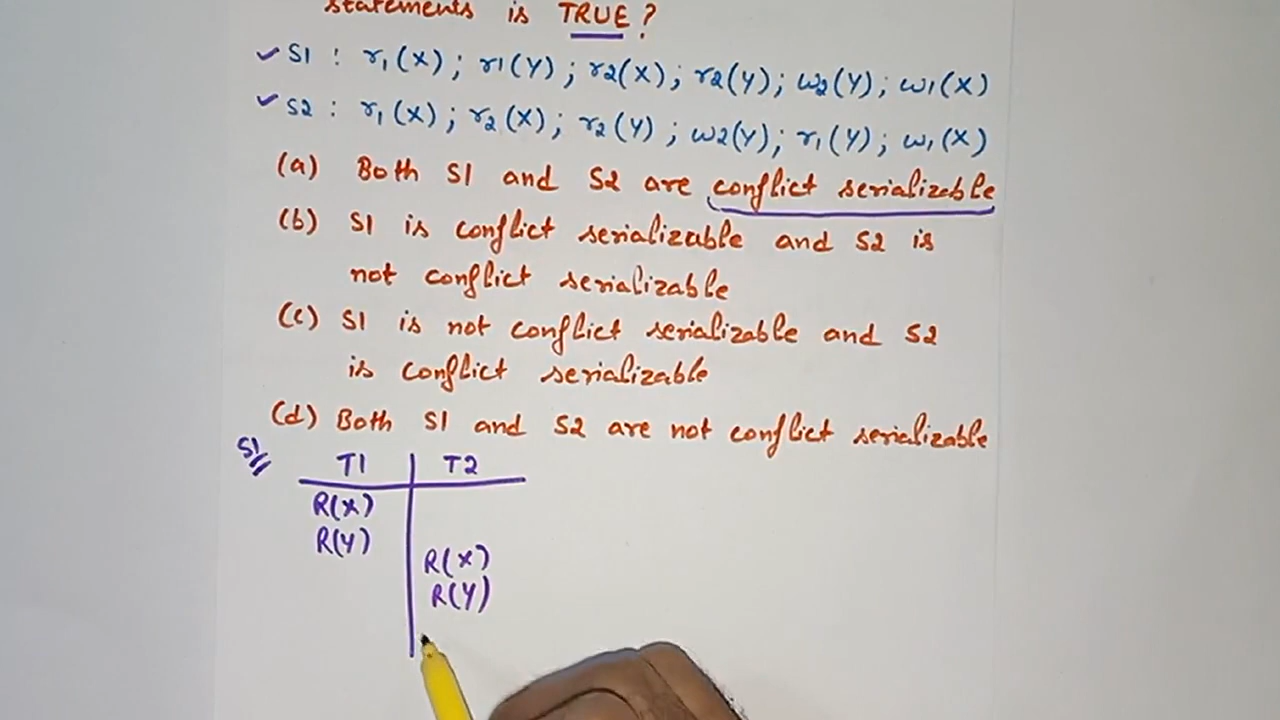 statements is TRUE ?
✓ S1 : r1(X) ; r1(Y) ; r2(X) ; r2(Y) ; w2(Y) ; w1(X)
✓ S2 : r1(X) ; r2(X) ; r2(Y) ; w2(Y) ; r1(Y) ; w1(X)
(a) Both S1 and S2 are conflict serializable
(b) S1 is conflict serializable and S2 is
not conflict serializable
(c) S1 is not conflict serializable and S2
is conflict serializable
(d) Both S1 and S2 are not conflict serializable
S1
T1 T2
R(X)
R(Y)
R(X)
R(Y)